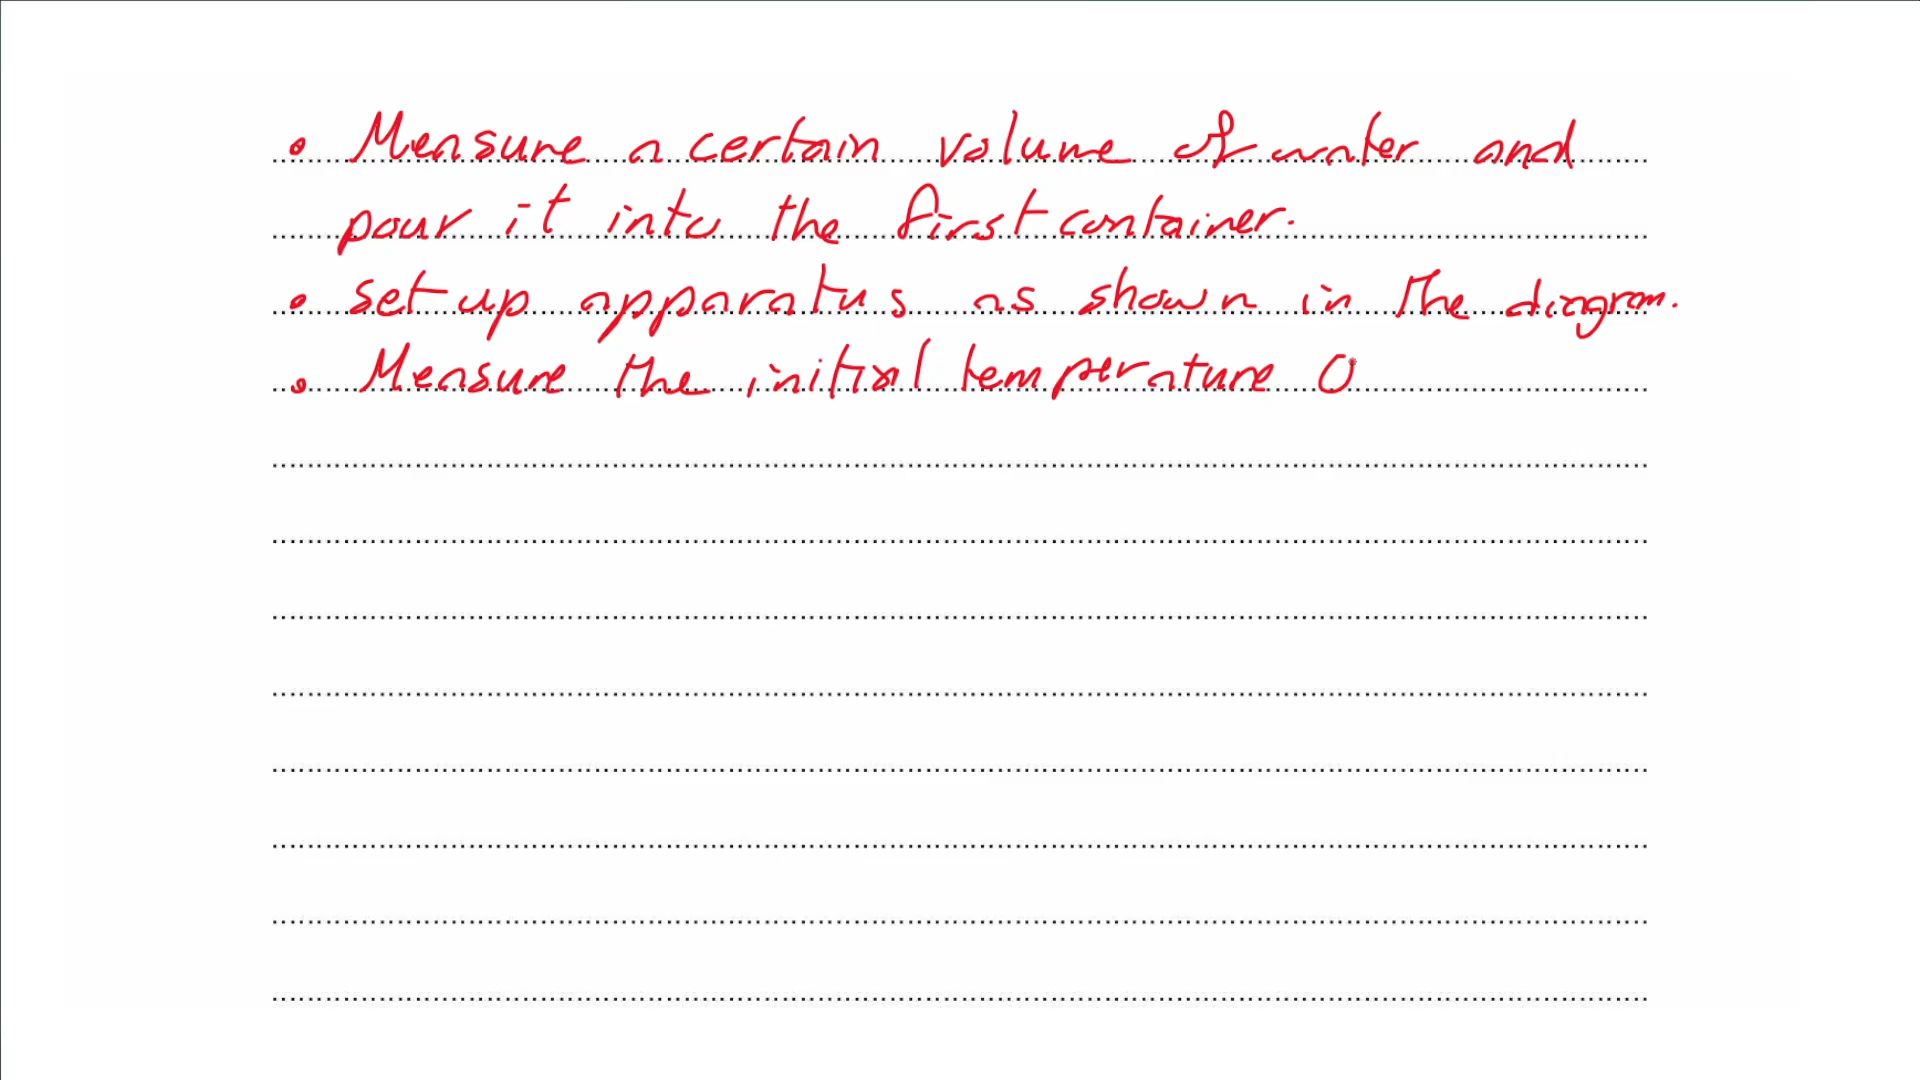 • Measure a certain volume of water and
pour it into the first container.
• set up apparatus as shown in the diagram.
• Measure the initial temperature O